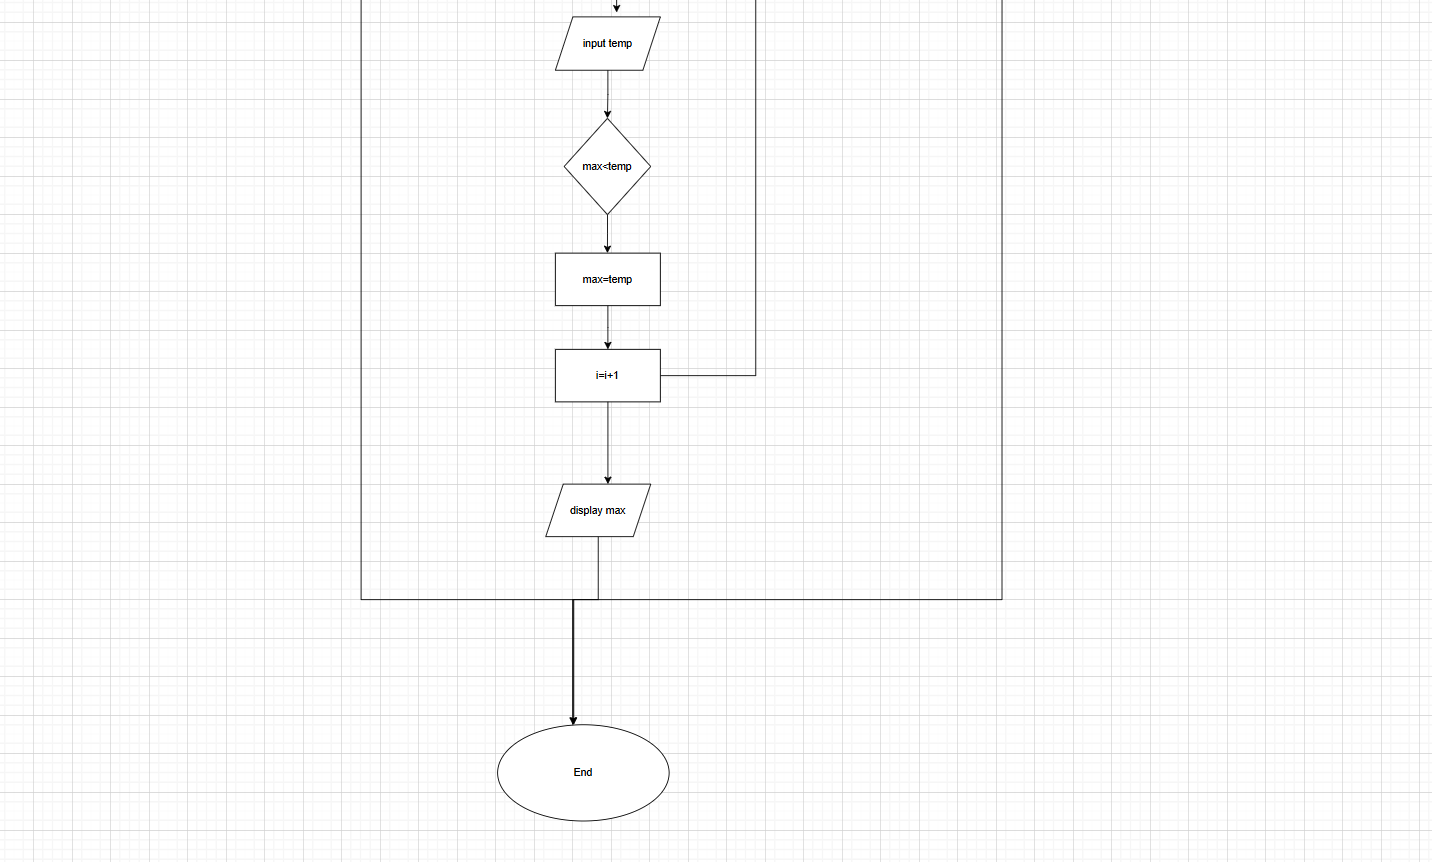 input temp
max<temp
max=temp
i=i+1
display max
End